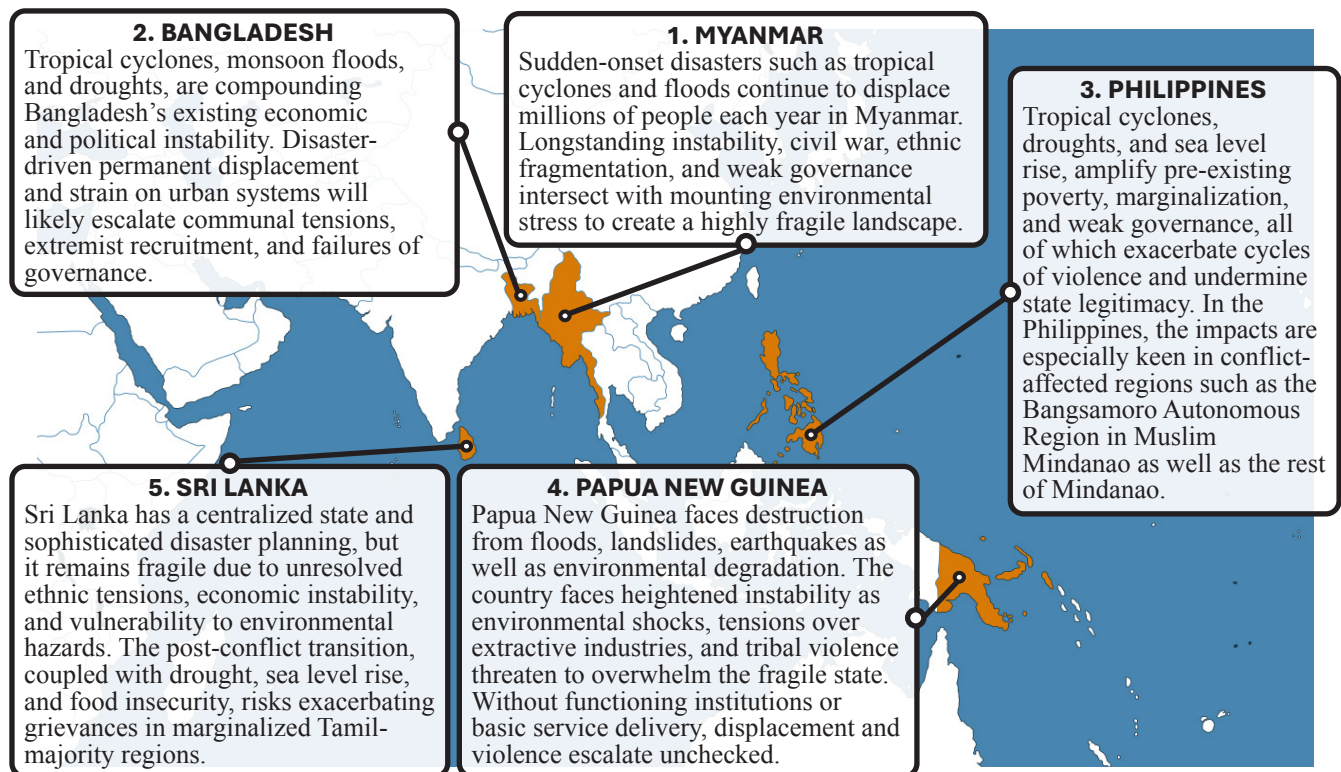 2. BANGLADESH
Tropical cyclones, monsoon floods,
and droughts, are compounding
Bangladesh’s existing economic
and political instability. Disaster-
driven permanent displacement
and strain on urban systems will
likely escalate communal tensions,
extremist recruitment, and failures of
governance.
1. MYANMAR
Sudden-onset disasters such as tropical
cyclones and floods continue to displace
millions of people each year in Myanmar.
Longstanding instability, civil war, ethnic
fragmentation, and weak governance
intersect with mounting environmental
stress to create a highly fragile landscape.
3. PHILIPPINES
Tropical cyclones,
droughts, and sea level
rise, amplify pre-existing
poverty, marginalization,
and weak governance, all
of which exacerbate cycles
of violence and undermine
state legitimacy. In the
Philippines, the impacts are
especially keen in conflict-
affected regions such as the
Bangsamoro Autonomous
Region in Muslim
Mindanao as well as the rest
of Mindanao.
5. SRI LANKA
Sri Lanka has a centralized state and
sophisticated disaster planning, but
it remains fragile due to unresolved
ethnic tensions, economic instability,
and vulnerability to environmental
hazards. The post-conflict transition,
coupled with drought, sea level rise,
and food insecurity, risks exacerbating
grievances in marginalized Tamil-
majority regions.
4. PAPUA NEW GUINEA
Papua New Guinea faces destruction
from floods, landslides, earthquakes as
well as environmental degradation. The
country faces heightened instability as
environmental shocks, tensions over
extractive industries, and tribal violence
threaten to overwhelm the fragile state.
Without functioning institutions or
basic service delivery, displacement and
violence escalate unchecked.